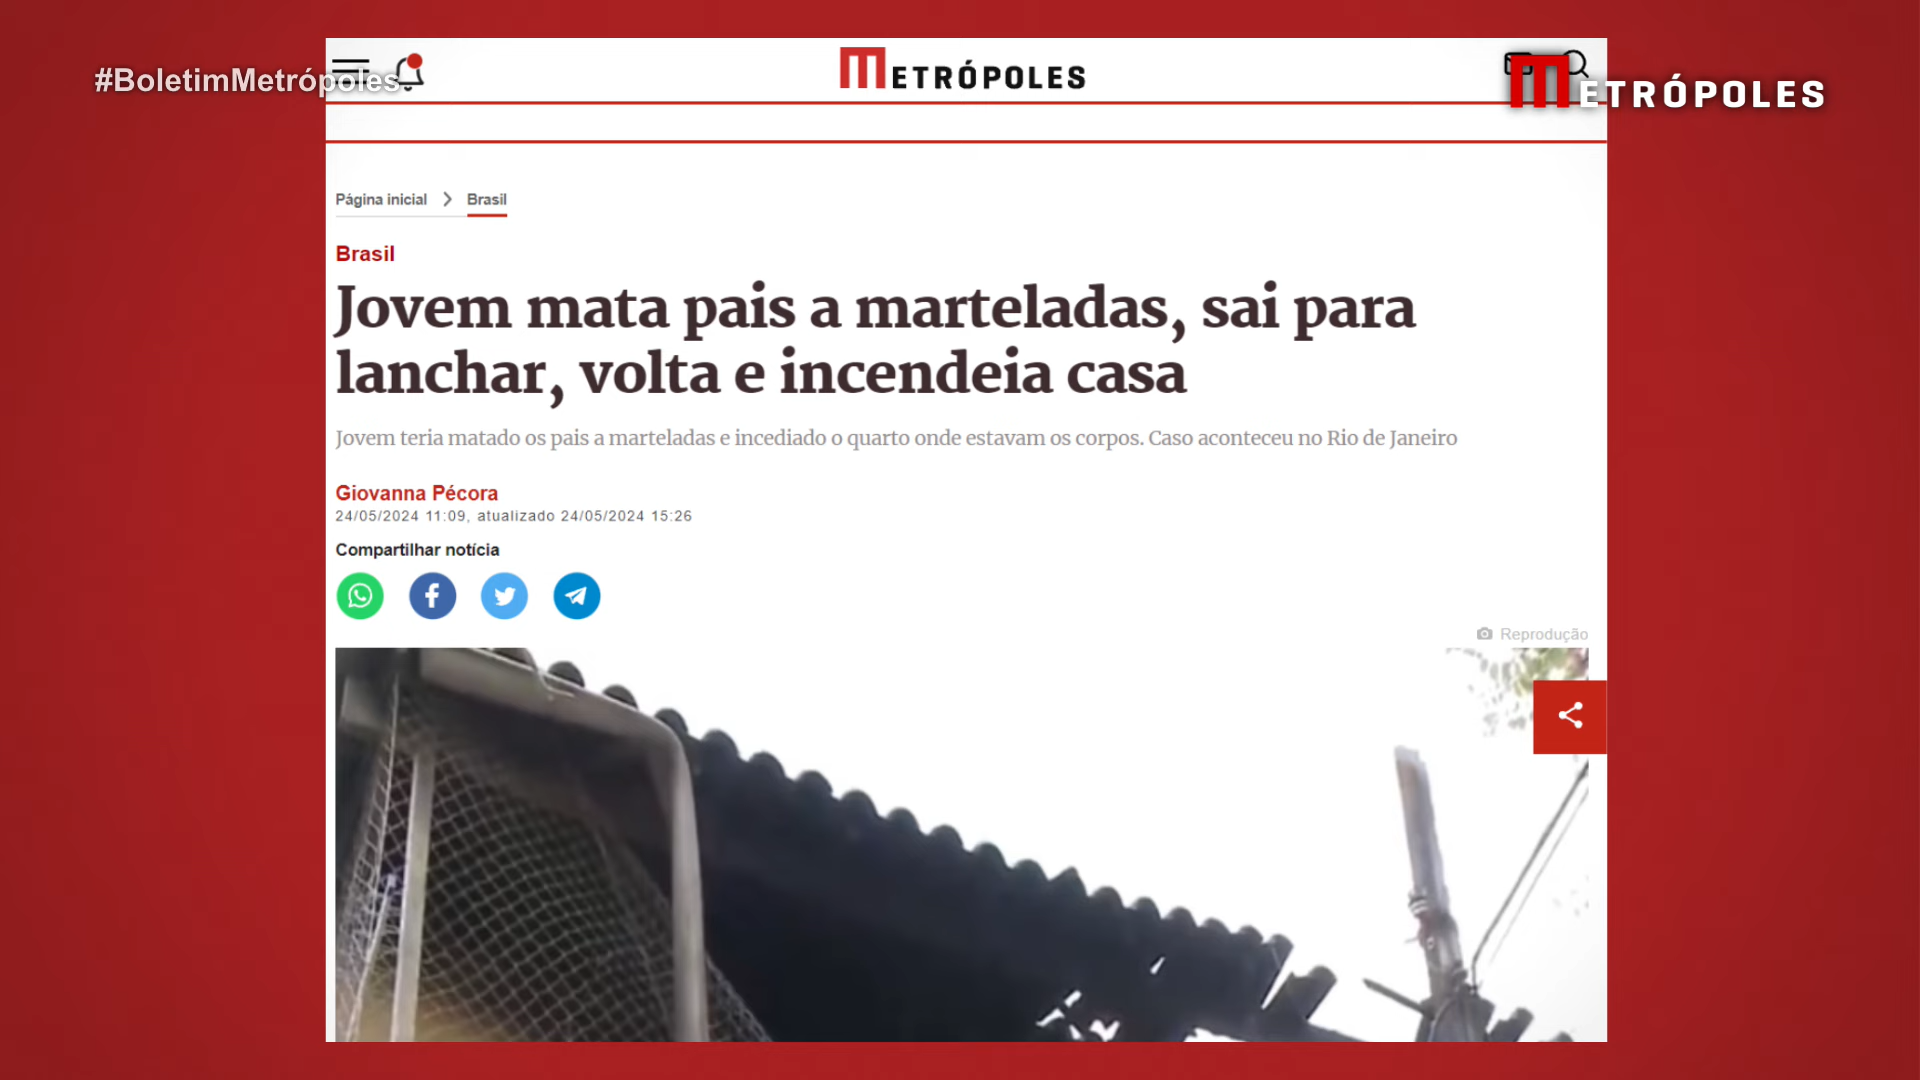 #BoletimMetrópoles
METRÓPOLES
METRÓPOLES
Página inicial > Brasil
Brasil
Jovem mata pais a marteladas, sai para
lanchar, volta e incendeia casa
Jovem teria matado os pais a marteladas e incediado o quarto onde estavam os corpos. Caso aconteceu no Rio de Janeiro
Giovanna Pécora
24/05/2024 11:09, atualizado 24/05/2024 15:26
Compartilhar notícia
Reprodução